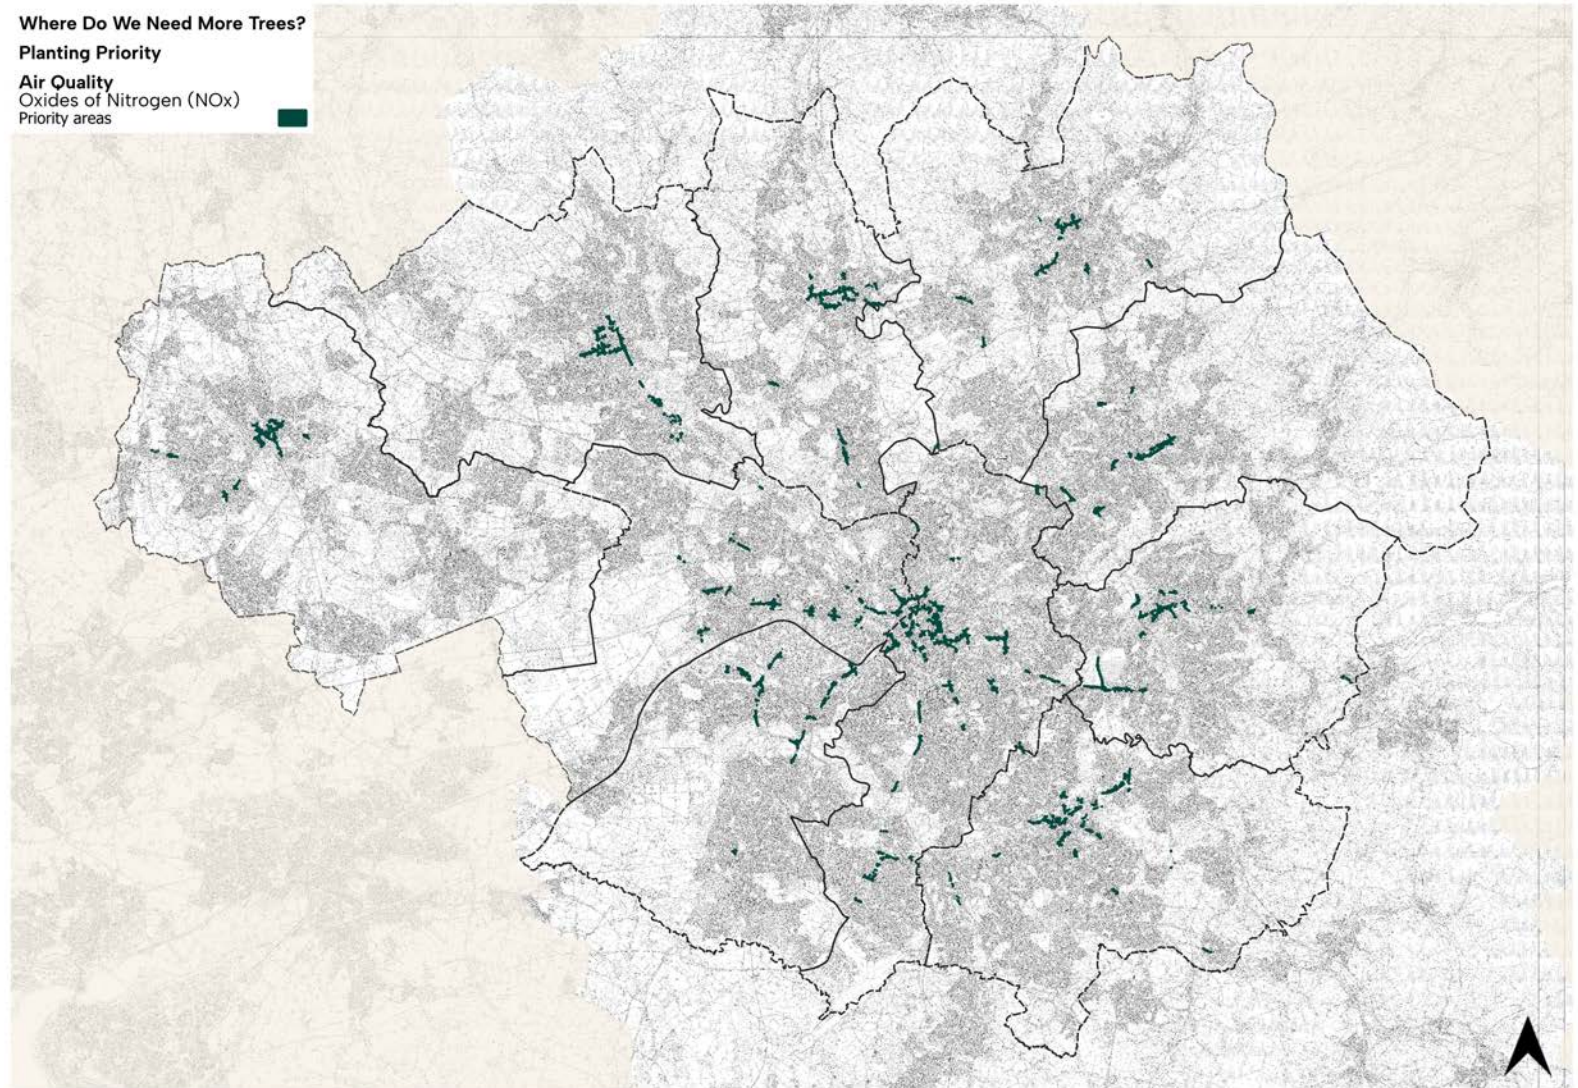 Where Do We Need More Trees?
Planting Priority
Air Quality
Oxides of Nitrogen (NOx)
Priority areas